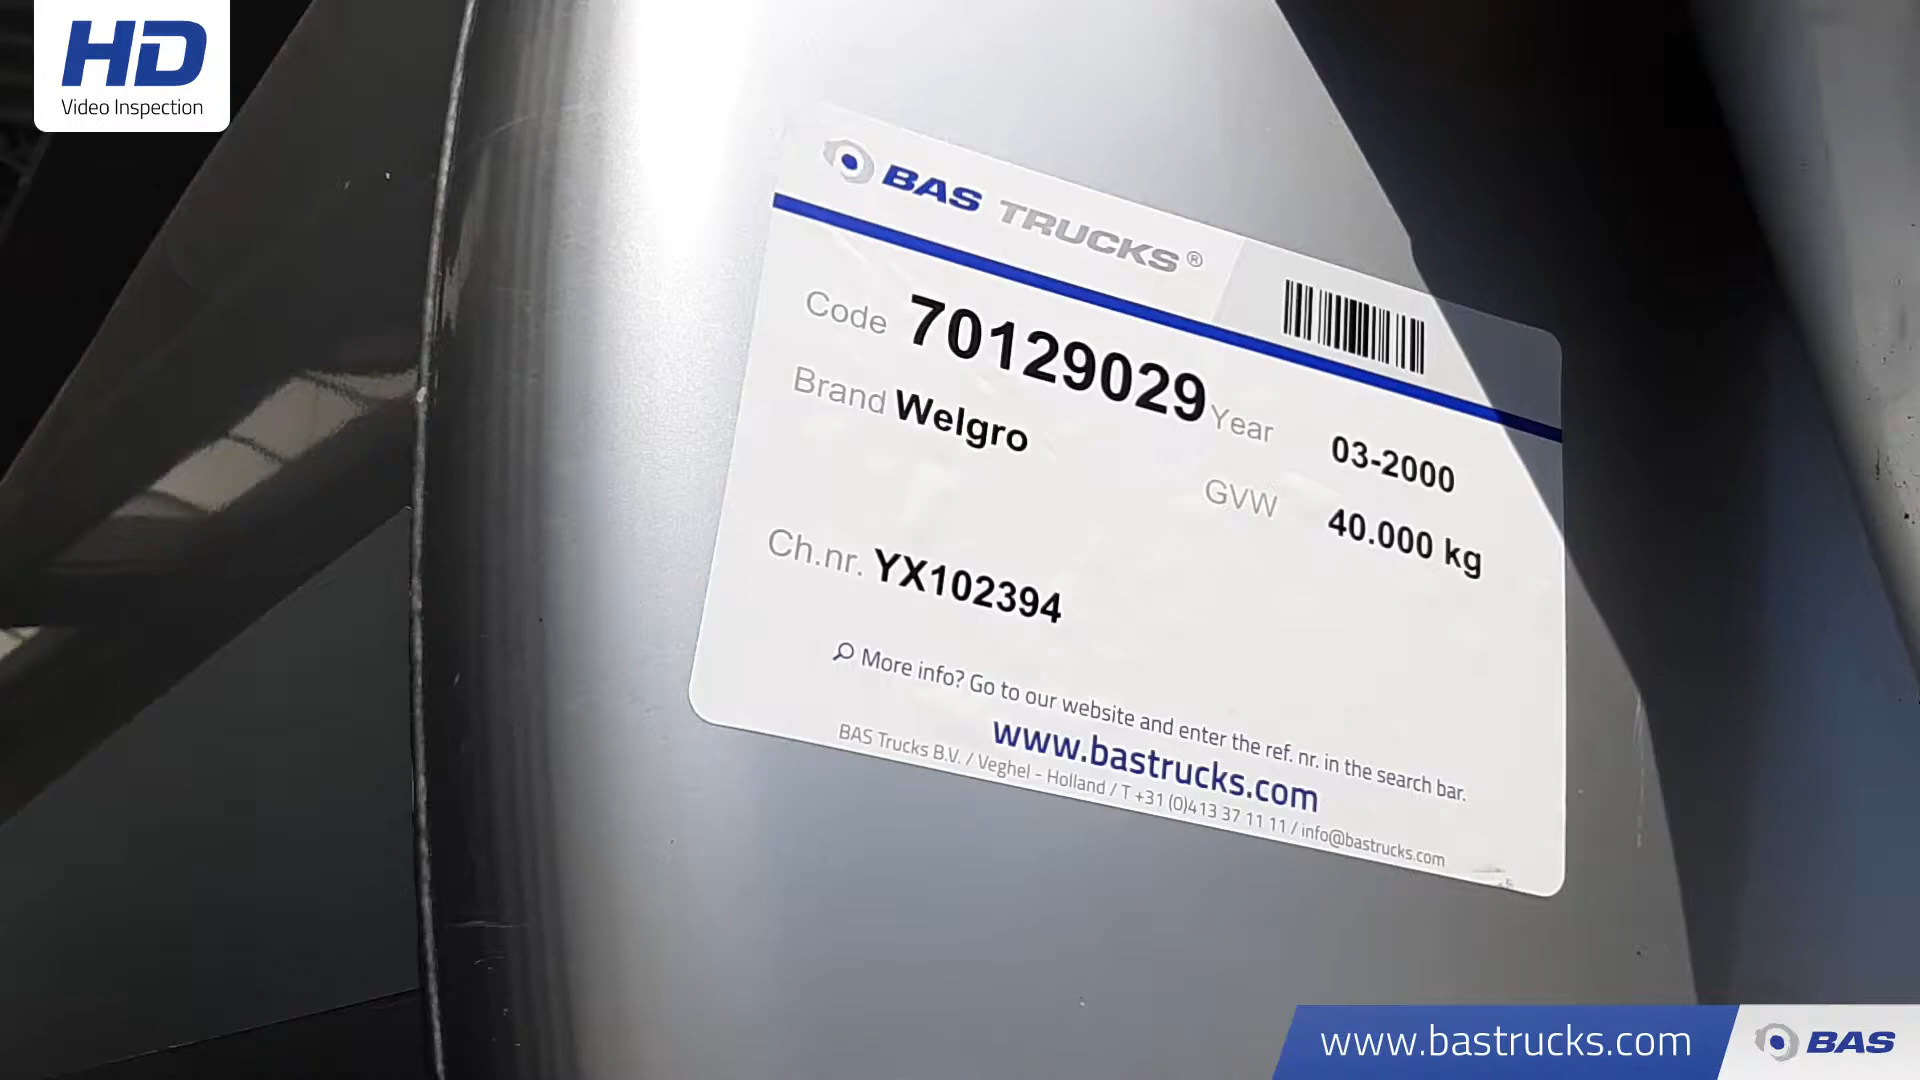 HD
Video Inspection
BAS TRUCKS®
Code 70129029
Brand Welgro
Year 03-2000
GVW 40.000 kg
Ch.nr. YX102394
More info? Go to our website and enter the ref. nr. in the search bar.
www.bastrucks.com
BAS Trucks B.V. / Veghel - Holland / T +31 (0)413 37 11 11 / info@bastrucks.com
www.bastrucks.com
BAS